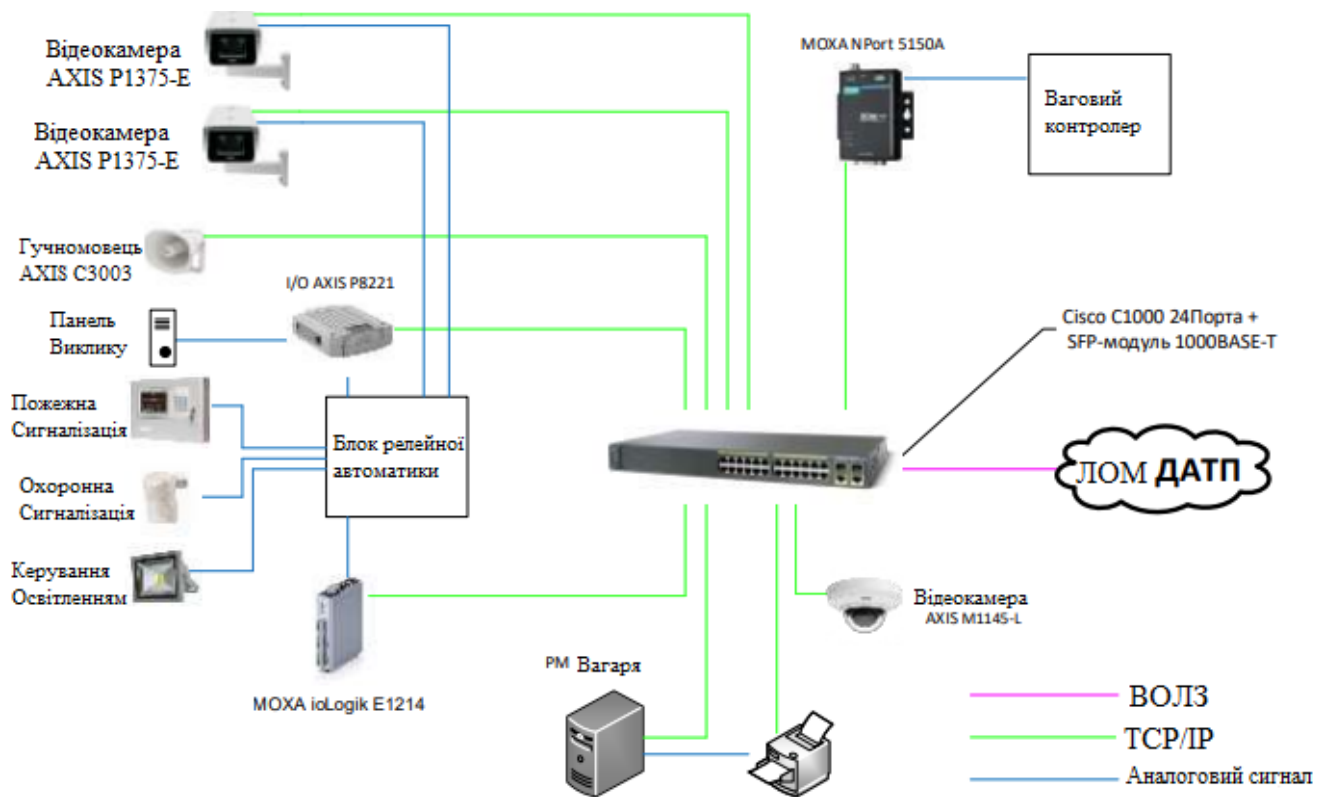 Відеокамера
AXIS P1375-E
Відеокамера
AXIS P1375-E
Гучномовець
AXIS C3003
I/O AXIS P8221
Панель
Виклику
Пожежна
Сигналізація
Охоронна
Сигналізація
Керування
Освітленням
Блок релейної
автоматики
MOXA ioLogik E1214
MOXA NPort 5150A
Ваговий
контролер
Cisco C1000 24Порта +
SFP-модуль 1000BASE-T
ЛОМ ДАТП
Відеокамера
AXIS M1145-L
РМ Вагаря
ВОЛЗ
TCP/IP
Аналоговий сигнал